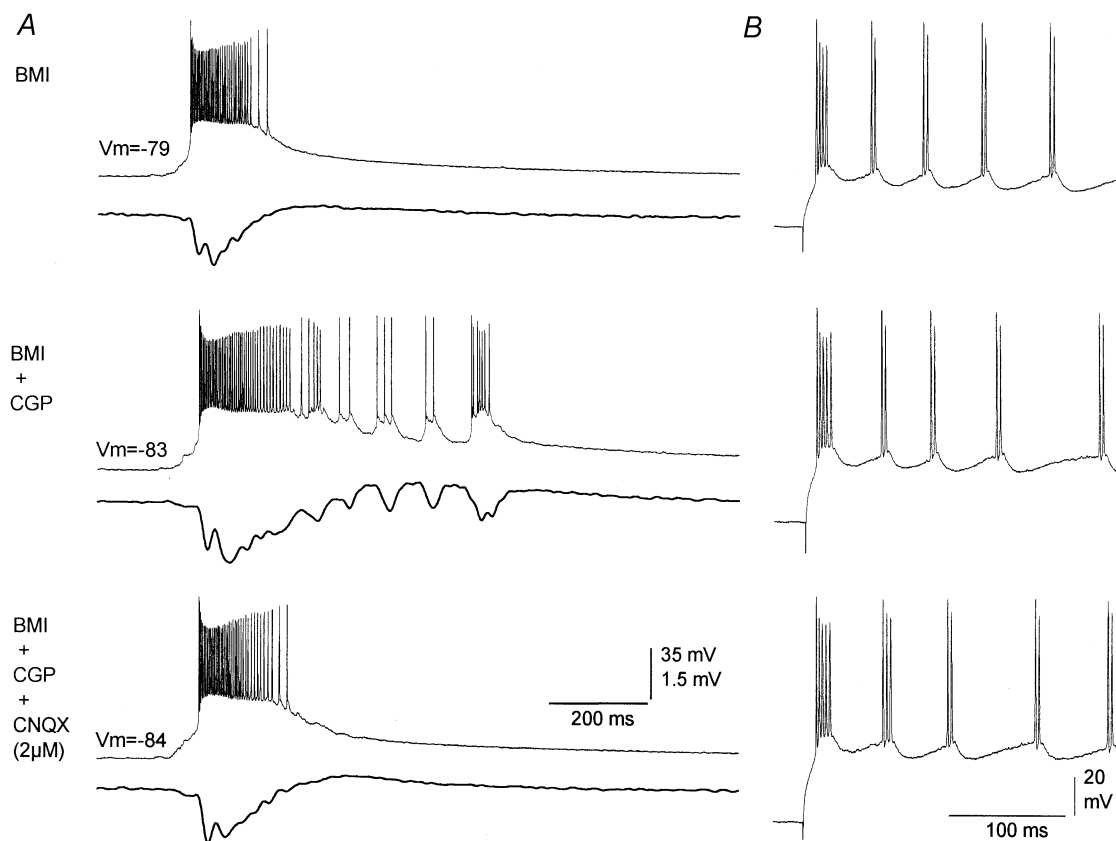 A
B
BMI
Vm=-79
BMI
+
CGP
Vm=-83
BMI
+
CGP
+
CNQX
(2µM)
Vm=-84
35 mV
1.5 mV
200 ms
20
mV
100 ms